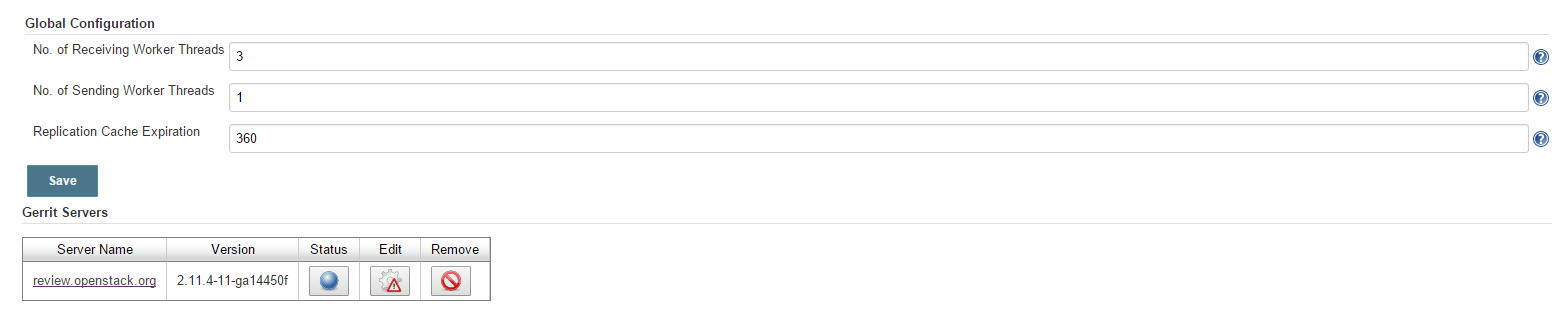 Global Configuration
No. of Receiving Worker Threads 3
No. of Sending Worker Threads 1
Replication Cache Expiration 360
Save
Gerrit Servers
Server Name Version Status Edit Remove
review.openstack.org 2.11.4-11-ga14450f